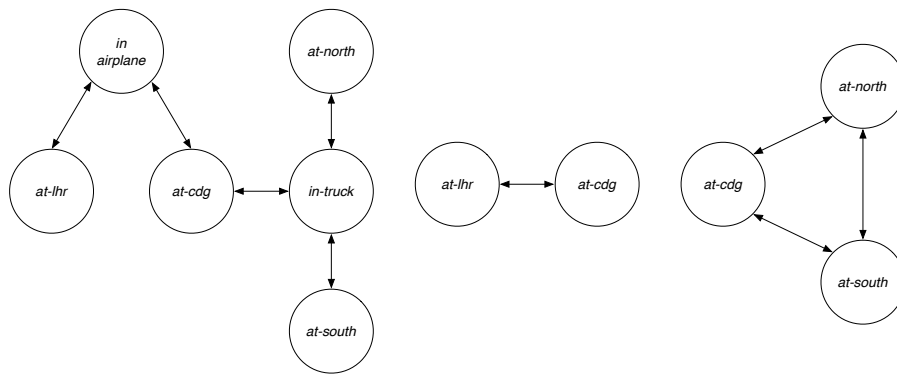 in
airplane
at-north
at-lhr
at-cdg
in-truck
at-south
at-lhr
at-cdg
at-north
at-cdg
at-south